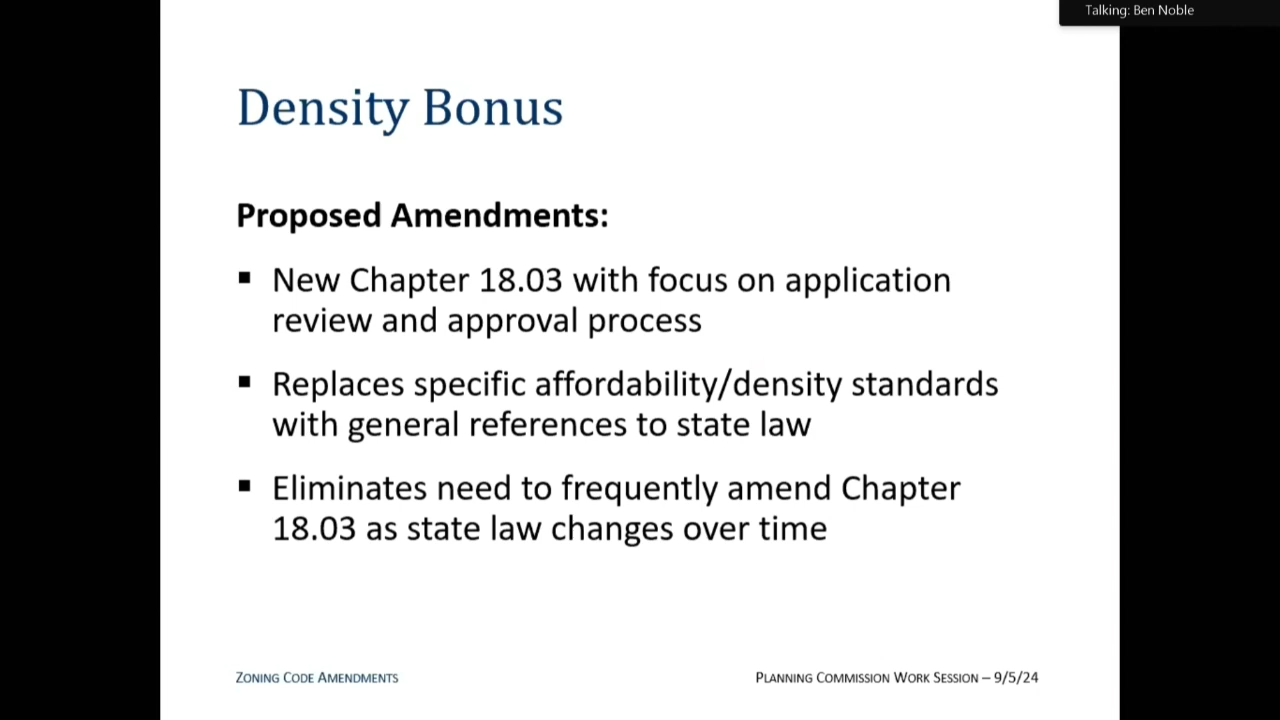 Talking: Ben Noble
Density Bonus
Proposed Amendments:
▪ New Chapter 18.03 with focus on application
review and approval process
▪ Replaces specific affordability/density standards
with general references to state law
▪ Eliminates need to frequently amend Chapter
18.03 as state law changes over time
ZONING CODE AMENDMENTS
PLANNING COMMISSION WORK SESSION – 9/5/24